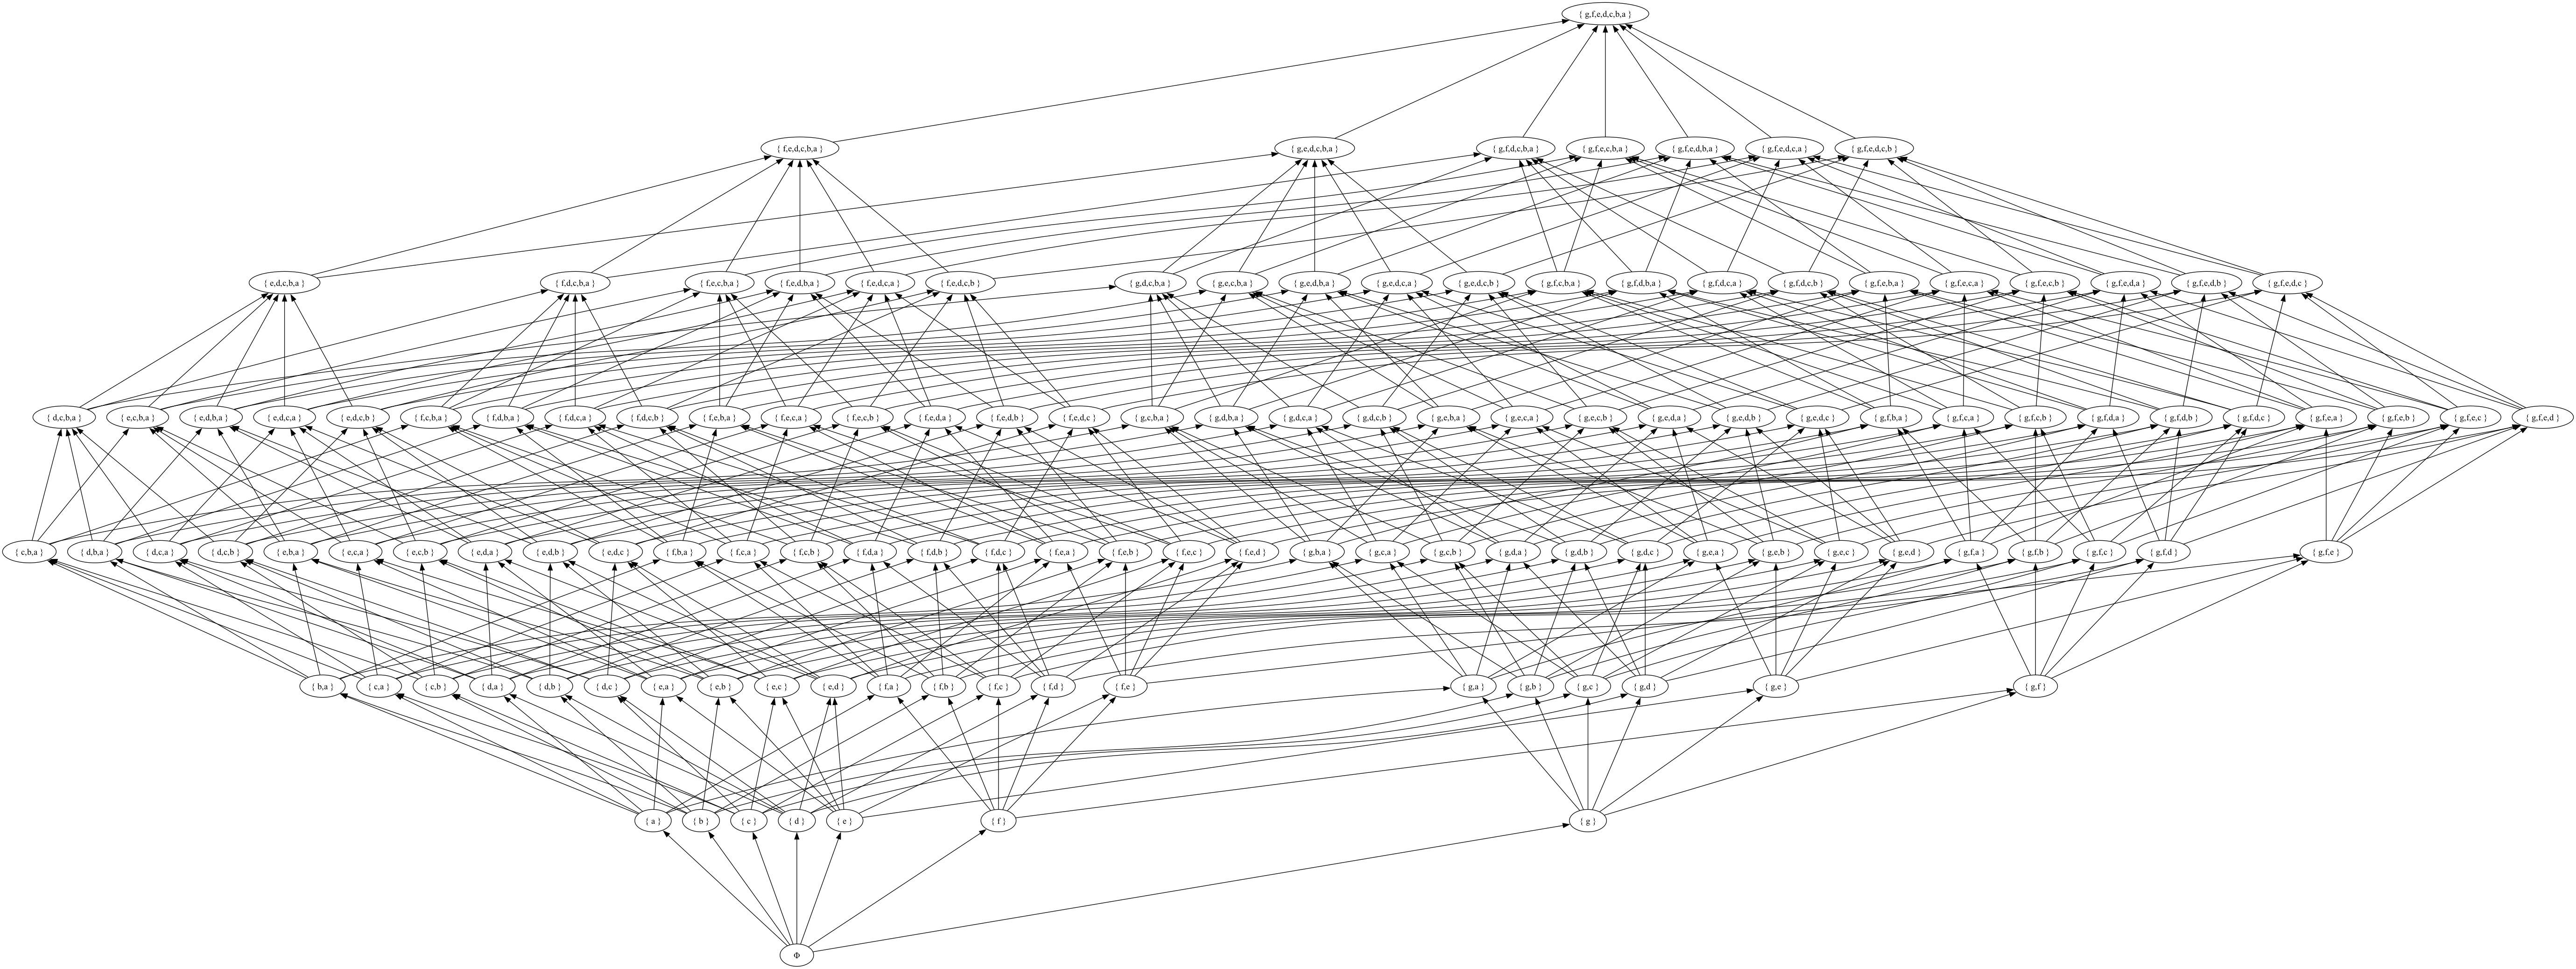 { g,f,e,d,c,b,a }
{ f,e,d,c,b,a } { g,e,d,c,b,a } { g,f,d,c,b,a } { g,f,e,c,b,a } { g,f,e,d,b,a } { g,f,e,d,c,a } { g,f,e,d,c,b }
{ e,d,c,b,a } { f,d,c,b,a } { f,e,c,b,a } { f,e,d,b,a } { f,e,d,c,a } { f,e,d,c,b } { g,d,c,b,a } { g,e,c,b,a } { g,e,d,b,a } { g,e,d,c,a } { g,e,d,c,b } { g,f,c,b,a } { g,f,d,b,a } { g,f,d,c,a } { g,f,d,c,b } { g,f,e,b,a } { g,f,e,c,a } { g,f,e,c,b } { g,f,e,d,a } { g,f,e,d,b } { g,f,e,d,c }
{ d,c,b,a } { e,c,b,a } { e,d,b,a } { e,d,c,a } { e,d,c,b } { f,c,b,a } { f,d,b,a } { f,d,c,a } { f,d,c,b } { f,e,b,a } { f,e,c,a } { f,e,c,b } { f,e,d,a } { f,e,d,b } { f,e,d,c } { g,c,b,a } { g,d,b,a } { g,d,c,a } { g,d,c,b } { g,e,b,a } { g,e,c,a } { g,e,c,b } { g,e,d,a } { g,e,d,b } { g,e,d,c } { g,f,b,a } { g,f,c,a } { g,f,c,b } { g,f,d,a } { g,f,d,b } { g,f,d,c } { g,f,e,a } { g,f,e,b } { g,f,e,c } { g,f,e,d }
{ c,b,a } { d,b,a } { d,c,a } { d,c,b } { e,b,a } { e,c,a } { e,c,b } { e,d,a } { e,d,b } { e,d,c } { f,b,a } { f,c,a } { f,c,b } { f,d,a } { f,d,b } { f,d,c } { f,e,a } { f,e,b } { f,e,c } { f,e,d } { g,b,a } { g,c,a } { g,c,b } { g,d,a } { g,d,b } { g,d,c } { g,e,a } { g,e,b } { g,e,c } { g,e,d } { g,f,a } { g,f,b } { g,f,c } { g,f,d } { g,f,e }
{ b,a } { c,a } { c,b } { d,a } { d,b } { d,c } { e,a } { e,b } { e,c } { e,d } { f,a } { f,b } { f,c } { f,d } { f,e } { g,a } { g,b } { g,c } { g,d } { g,e } { g,f }
{ a } { b } { c } { d } { e } { f } { g }
Φ